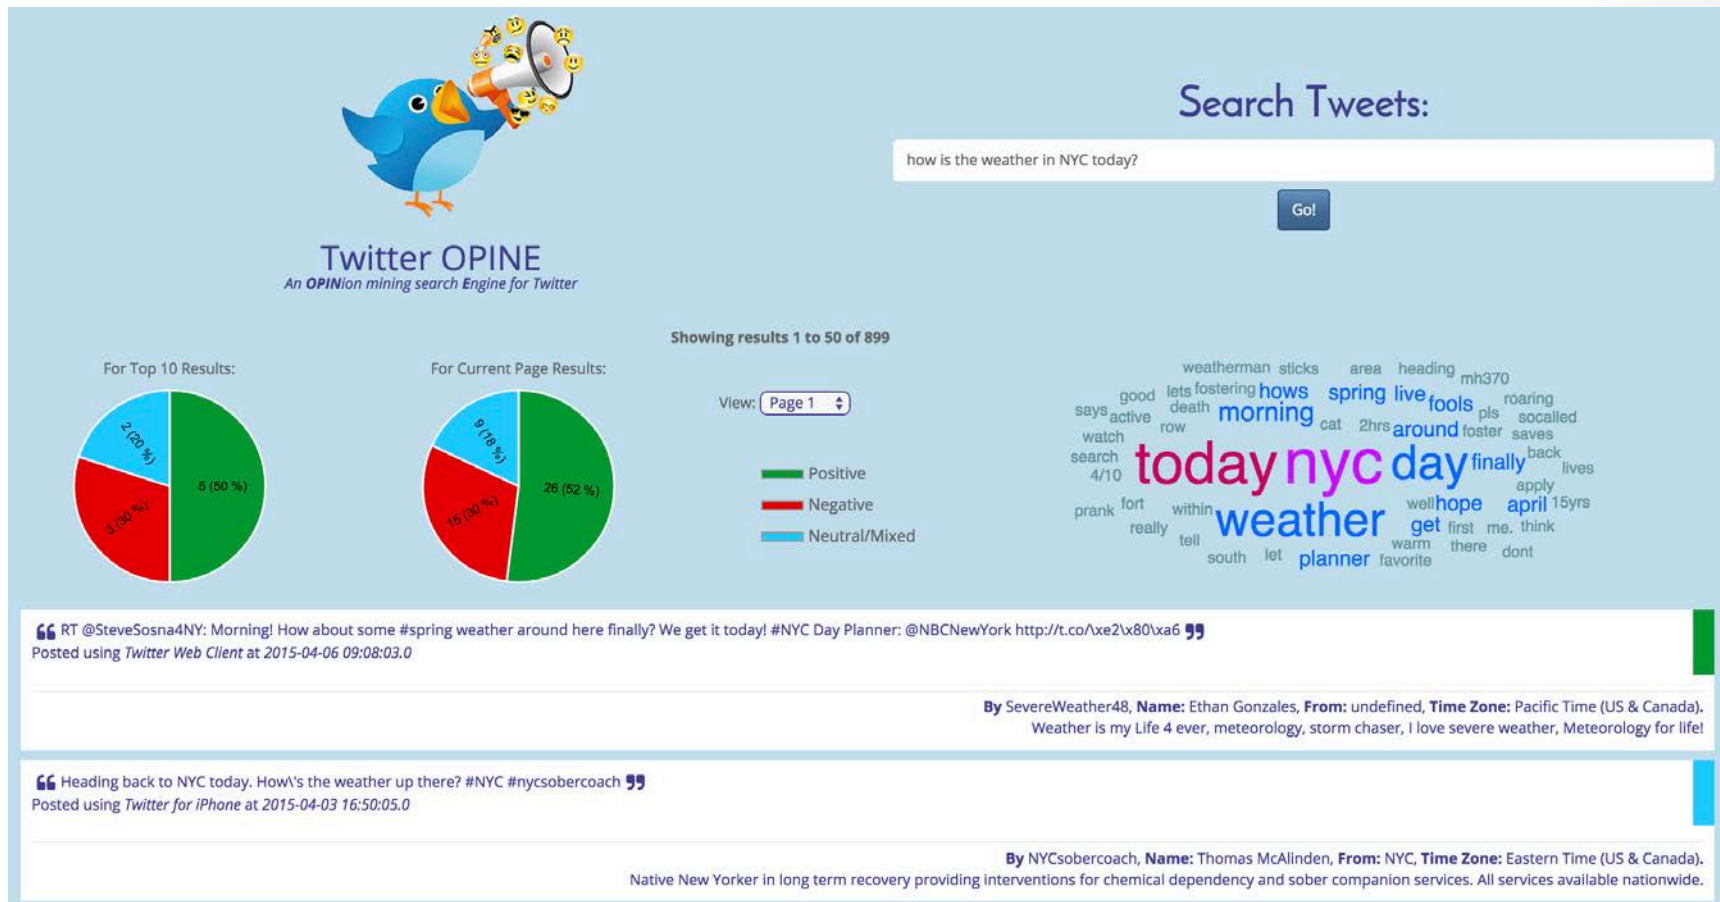 Search Tweets:
how is the weather in NYC today?
Go!
Twitter OPINE
An OPINion mining search Engine for Twitter
Showing results 1 to 50 of 899
For Top 10 Results:
2 (20 %)
5 (50 %)
3 (30 %)
For Current Page Results:
9 (18 %)
26 (52 %)
15 (30 %)
View: Page 1
Positive
Negative
Neutral/Mixed
weatherman sticks area heading mh370
good lets fostering hows spring live fools roaring
says active death morning pls socalled
watch row cat 2hrs around foster saves
search today nyc day finally back
4/10 lives
apply
prank fort within weather well hope april 15yrs
really get first me. think
tell warm there dont
south let planner favorite
RT @SteveSosna4NY: Morning! How about some #spring weather around here finally? We get it today! #NYC Day Planner: @NBCNewYork http://t.co/\xe2\x80\xa6
Posted using Twitter Web Client at 2015-04-06 09:08:03.0
By SevereWeather48, Name: Ethan Gonzales, From: undefined, Time Zone: Pacific Time (US & Canada).
Weather is my Life 4 ever, meteorology, storm chaser, I love severe weather, Meteorology for life!
Heading back to NYC today. How\'s the weather up there? #NYC #nycsobercoach
Posted using Twitter for iPhone at 2015-04-03 16:50:05.0
By NYCsobercoach, Name: Thomas McAlinden, From: NYC, Time Zone: Eastern Time (US & Canada).
Native New Yorker in long term recovery providing interventions for chemical dependency and sober companion services. All services available nationwide.